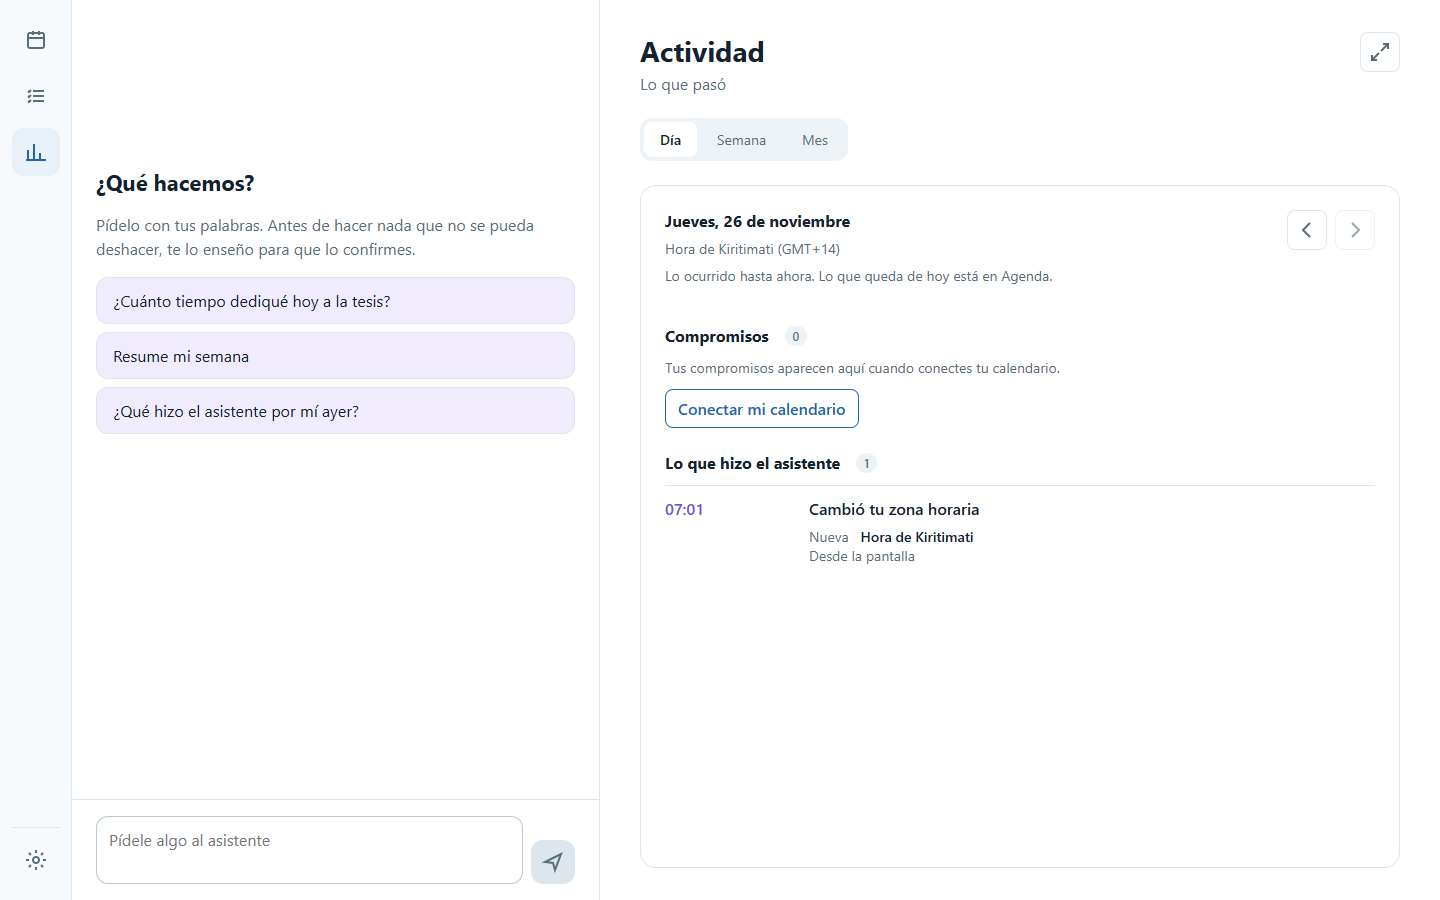 ¿Qué hacemos?
Pídelo con tus palabras. Antes de hacer nada que no se pueda
deshacer, te lo enseño para que lo confirmes.
¿Cuánto tiempo dediqué hoy a la tesis?
Resume mi semana
¿Qué hizo el asistente por mí ayer?
Pídele algo al asistente
Actividad
Lo que pasó
Día
Semana
Mes
Jueves, 26 de noviembre
Hora de Kiritimati (GMT+14)
Lo ocurrido hasta ahora. Lo que queda de hoy está en Agenda.
Compromisos 0
Tus compromisos aparecen aquí cuando conectes tu calendario.
Conectar mi calendario
Lo que hizo el asistente 1
07:01 Cambió tu zona horaria
Nueva Hora de Kiritimati
Desde la pantalla